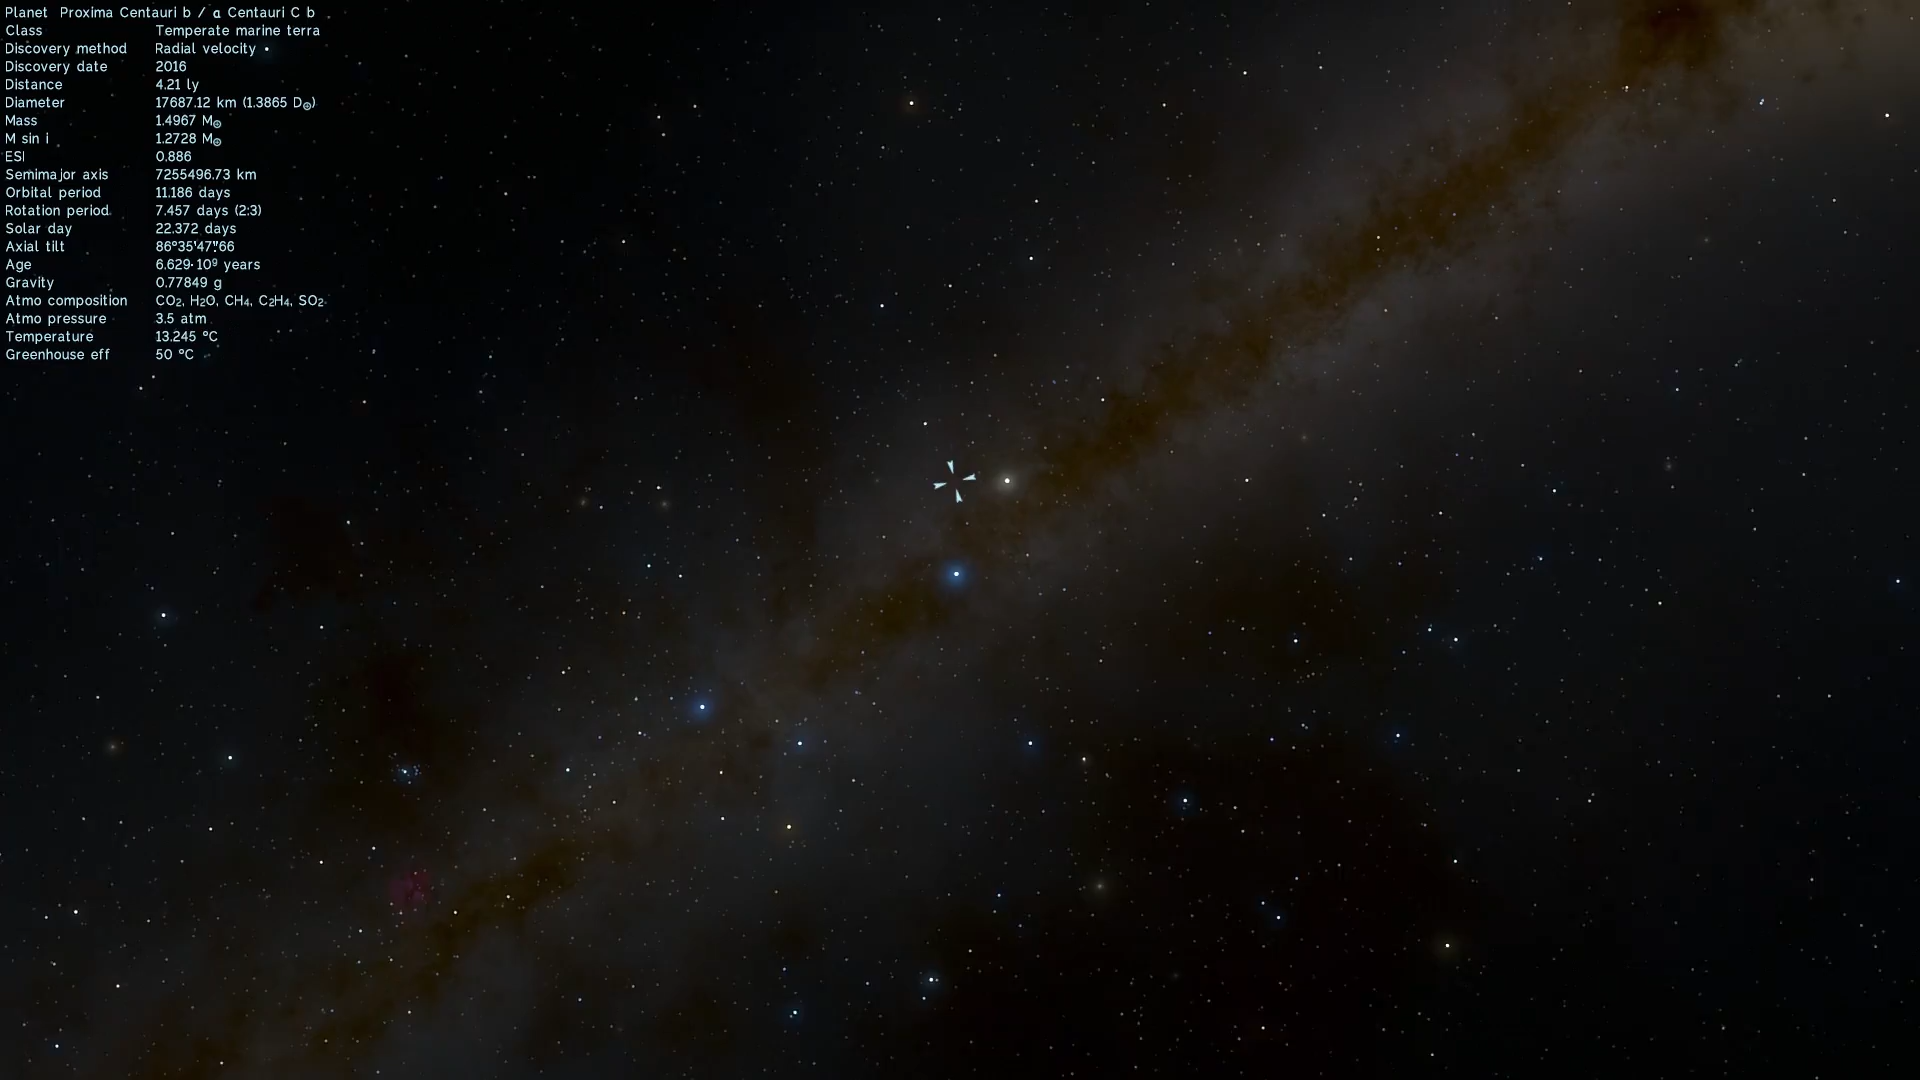 Planet Proxima Centauri b / α Centauri C b
Class Temperate marine terra
Discovery method Radial velocity
Discovery date 2016
Distance 4.21 ly
Diameter 17687.12 km (1.3865 D⊕)
Mass 1.4967 M⊕
M sin i 1.2728 M⊕
ESI 0.886
Semimajor axis 7255496.73 km
Orbital period 11.186 days
Rotation period 7.457 days (2:3)
Solar day 22.372 days
Axial tilt 86°35'47"66
Age 6.629·10⁹ years
Gravity 0.77849 g
Atmo composition CO₂, H₂O, CH₄, C₂H₄, SO₂
Atmo pressure 3.5 atm
Temperature 13.245 °C
Greenhouse eff 50 °C